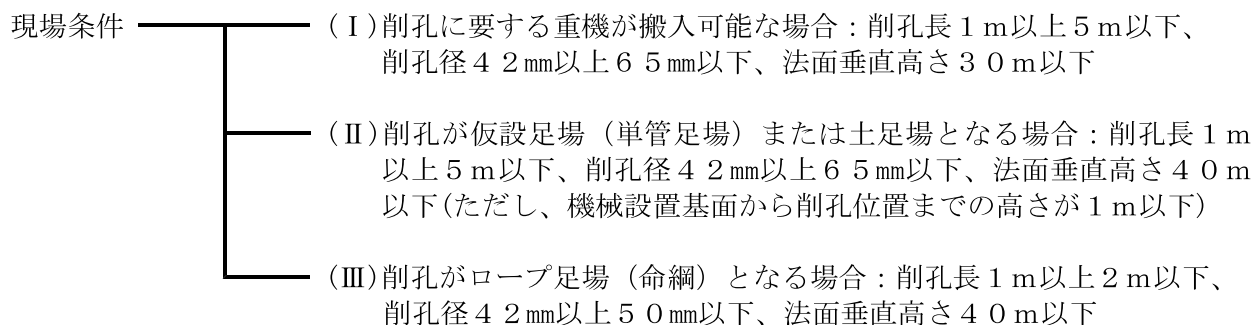 現場条件
(Ⅰ)削孔に要する重機が搬入可能な場合：削孔長１ｍ以上５ｍ以下、
削孔径４２㎜以上６５㎜以下、法面垂直高さ３０ｍ以下
(Ⅱ)削孔が仮設足場（単管足場）または土足場となる場合：削孔長１ｍ
以上５ｍ以下、削孔径４２㎜以上６５㎜以下、法面垂直高さ４０ｍ
以下(ただし、機械設置基面から削孔位置までの高さが１ｍ以下)
(Ⅲ)削孔がロープ足場（命綱）となる場合：削孔長１ｍ以上２ｍ以下、
削孔径４２㎜以上５０㎜以下、法面垂直高さ４０ｍ以下